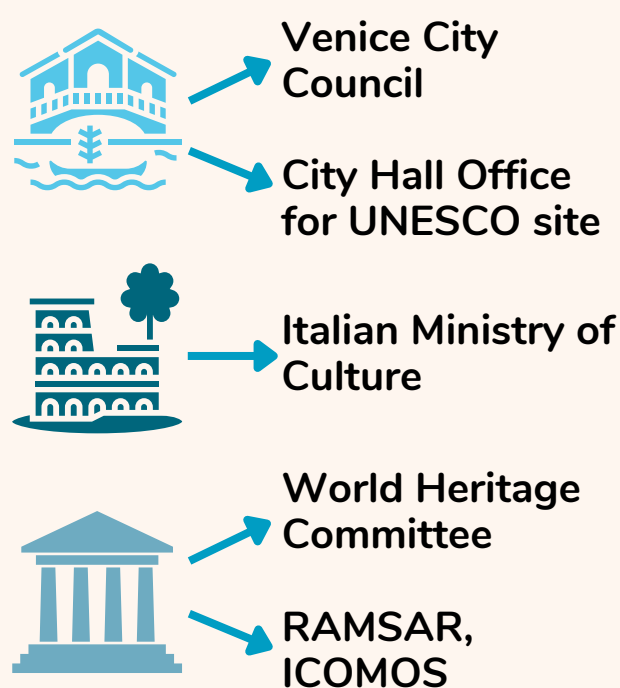 Venice City
Council
City Hall Office
for UNESCO site
Italian Ministry of
Culture
World Heritage
Committee
RAMSAR,
ICOMOS